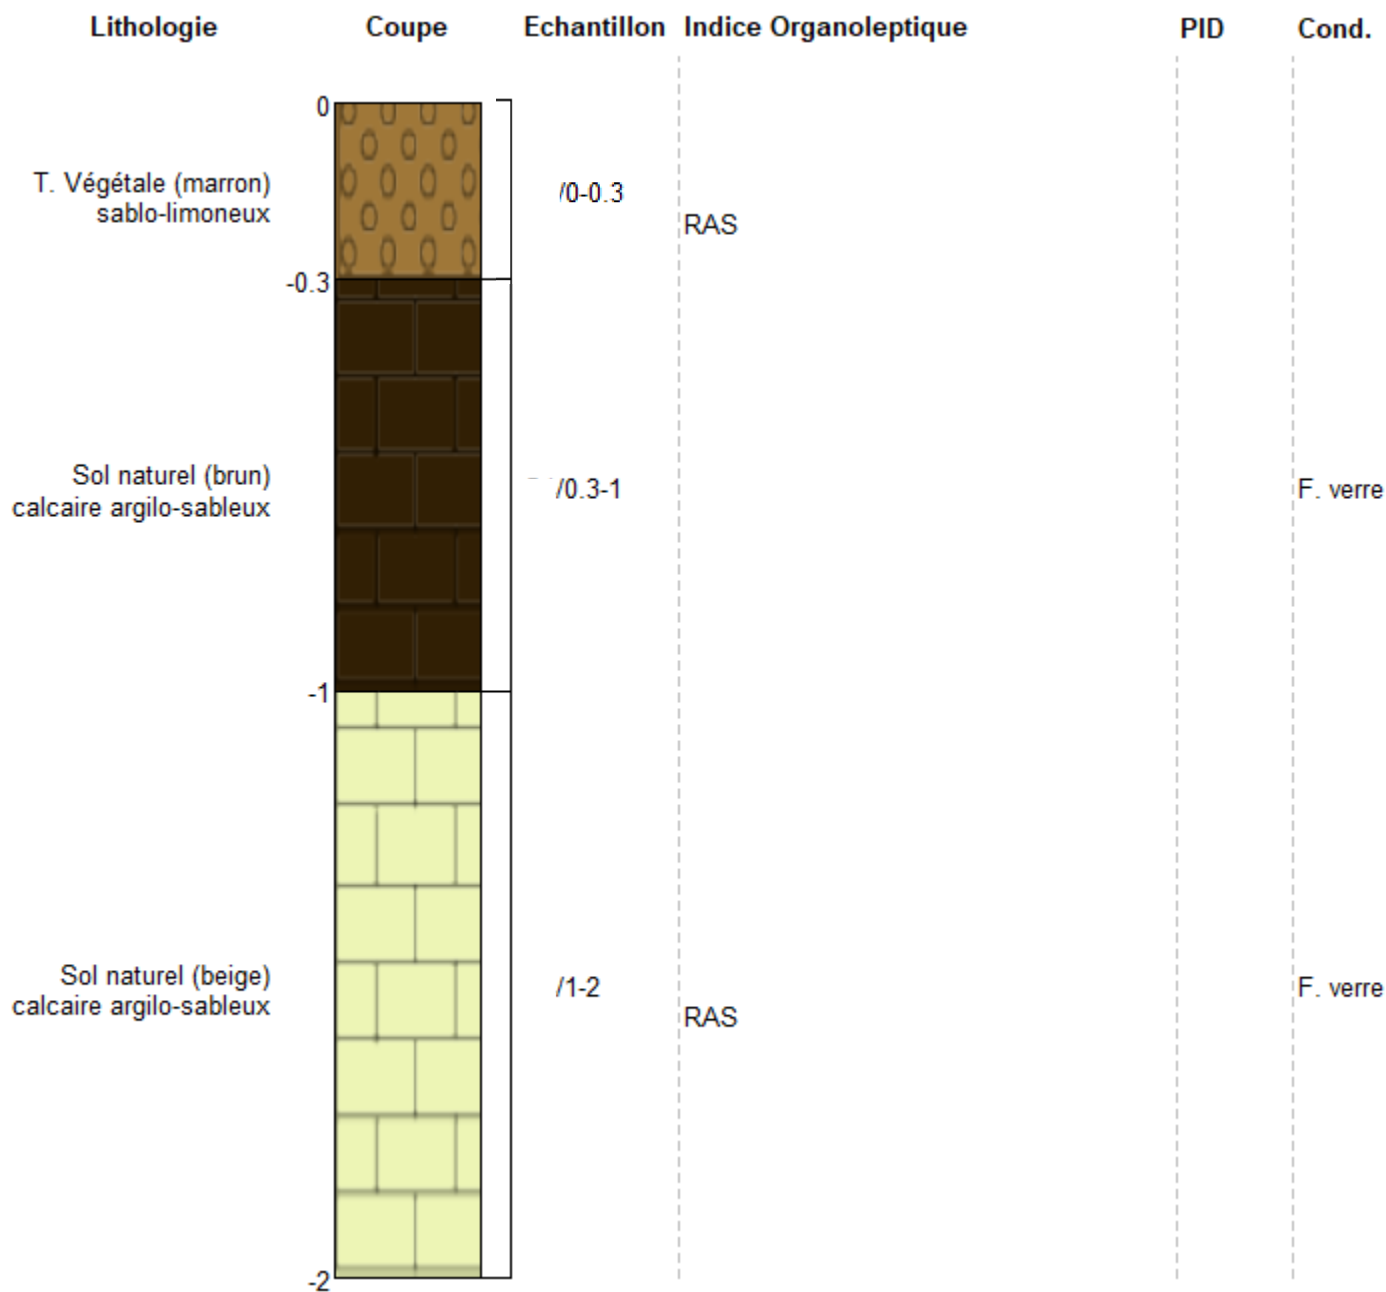 Lithologie Coupe Echantillon Indice Organoleptique PID Cond.
0
T. Végétale (marron)
sablo-limoneux
/0-0.3
RAS
-0.3
Sol naturel (brun)
calcaire argilo-sableux
/0.3-1
F. verre
-1
Sol naturel (beige)
calcaire argilo-sableux
/1-2
RAS
F. verre
-2